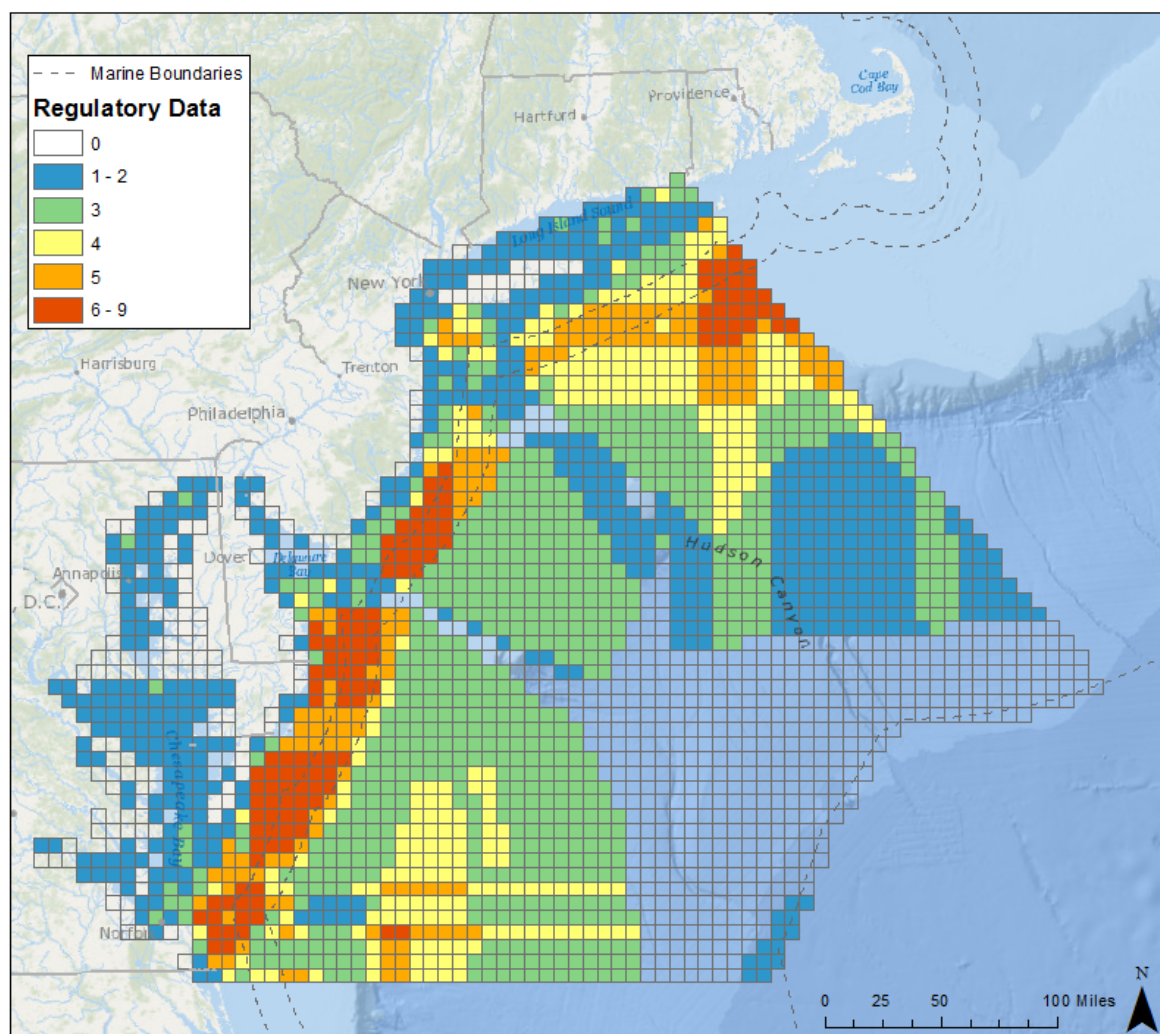 Marine Boundaries
Regulatory Data
0
1 - 2
3
4
5
6 - 9
Cape
Cod Bay
Providence
Hartford
Long Island Sound
New York
Harrisburg
Trenton
Philadelphia
Dover
Delaware
Bay
Annapolis
D.C.
Hudson Canyon
Chesapeake Bay
Norfol
N
0 25 50 100 Miles